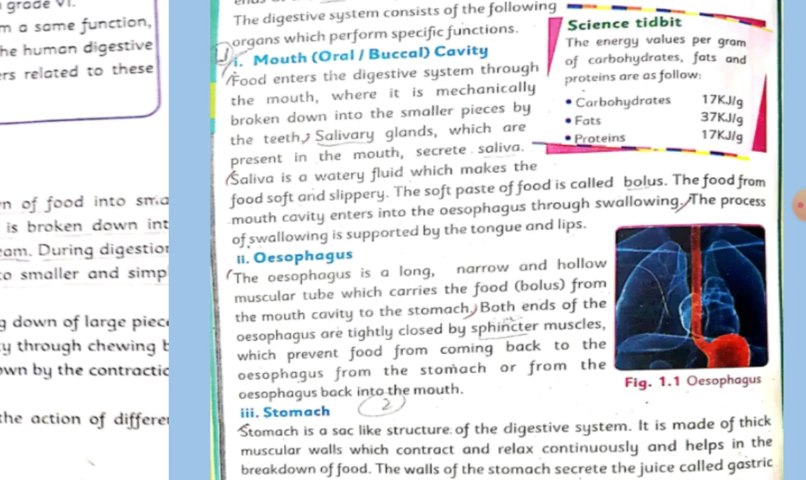 grade VI.
m a same function,
he human digestive
ers related to these
n of food into sma
is broken down int
eam. During digestion
to smaller and simp
g down of large piece
y through chewing b
own by the contractio
the action of differe
The digestive system consists of the following
organs which perform specific functions.
i. Mouth (Oral / Buccal) Cavity
Food enters the digestive system through
the mouth, where it is mechanically
broken down into the smaller pieces by
the teeth, Salivary glands, which are
present in the mouth, secrete saliva.
Saliva is a watery fluid which makes the
food soft and slippery. The soft paste of food is called bolus. The food from
mouth cavity enters into the oesophagus through swallowing. The process
of swallowing is supported by the tongue and lips.
Science tidbit
The energy values per gram
of carbohydrates, fats and
proteins are as follow:
• Carbohydrates 17KJ/g
• Fats 37KJ/g
• Proteins 17KJ/g
ii. Oesophagus
The oesophagus is a long, narrow and hollow
muscular tube which carries the food (bolus) from
the mouth cavity to the stomach. Both ends of the
oesophagus are tightly closed by sphincter muscles,
which prevent food from coming back to the
oesophagus from the stomach or from the
oesophagus back into the mouth.
Fig. 1.1 Oesophagus
2
iii. Stomach
Stomach is a sac like structure of the digestive system. It is made of thick
muscular walls which contract and relax continuously and helps in the
breakdown of food. The walls of the stomach secrete the juice called gastric